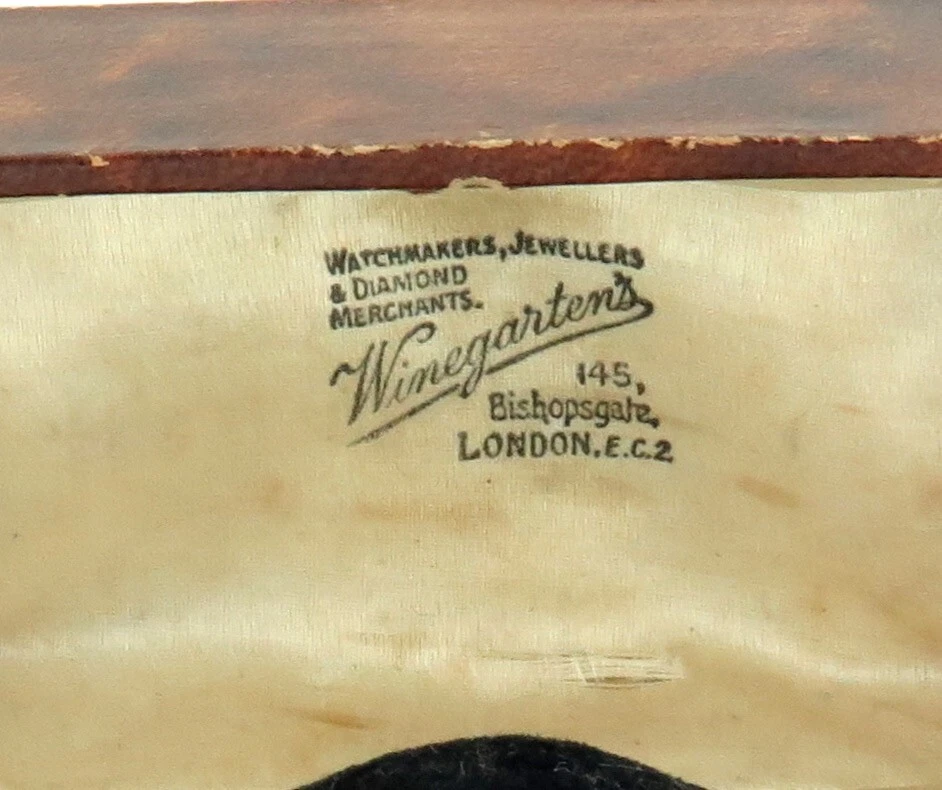 WATCHMAKERS, JEWELLERS
& DIAMOND
MERCHANTS.
Winegarten's
145,
Bishopsgate,
LONDON. E.C.2